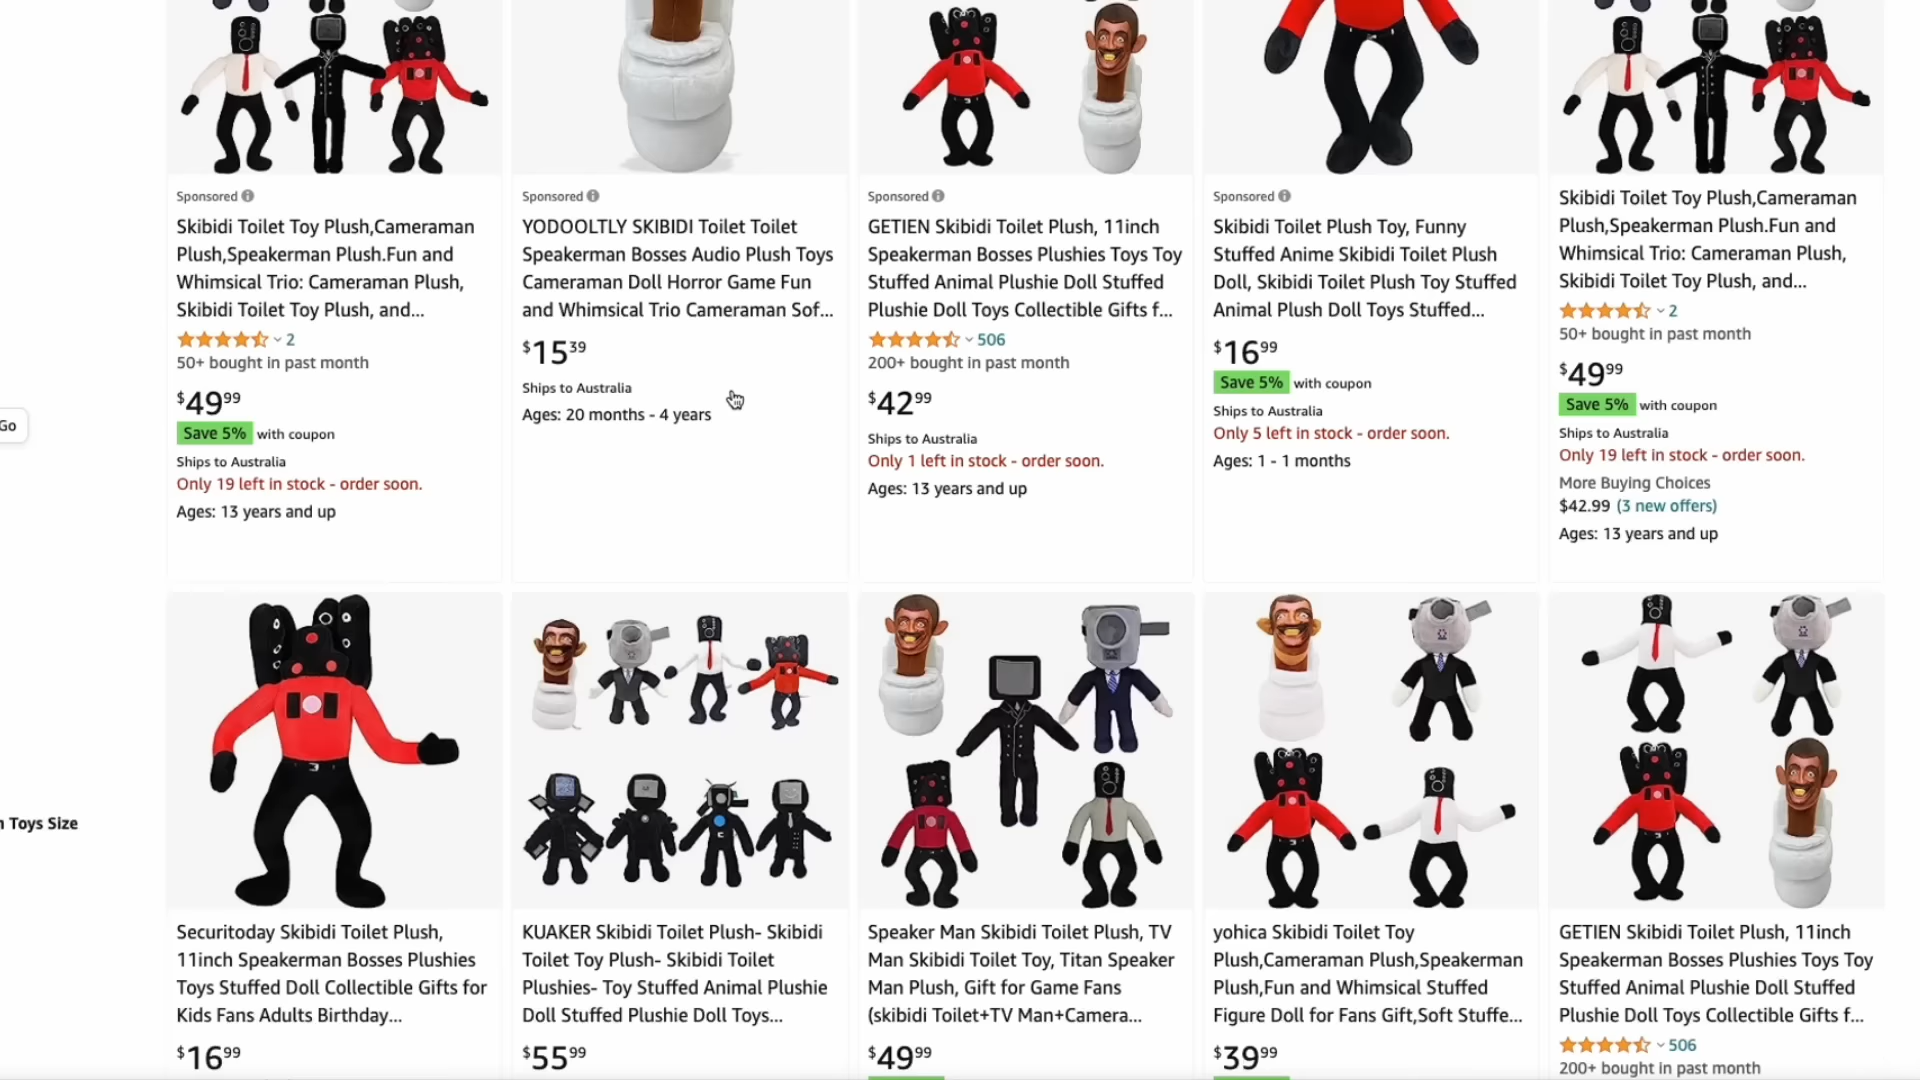 Sponsored
Skibidi Toilet Toy Plush,Cameraman
Plush,Speakerman Plush.Fun and
Whimsical Trio: Cameraman Plush,
Skibidi Toilet Toy Plush, and...
2
50+ bought in past month
$49.99
Save 5% with coupon
Ships to Australia
Only 19 left in stock - order soon.
Ages: 13 years and up
Sponsored
YODOOLTLY SKIBIDI Toilet Toilet
Speakerman Bosses Audio Plush Toys
Cameraman Doll Horror Game Fun
and Whimsical Trio Cameraman Sof...
$15.39
Ships to Australia
Ages: 20 months - 4 years
Sponsored
GETIEN Skibidi Toilet Plush, 11inch
Speakerman Bosses Plushies Toys Toy
Stuffed Animal Plushie Doll Stuffed
Plushie Doll Toys Collectible Gifts f...
506
200+ bought in past month
$42.99
Ships to Australia
Only 1 left in stock - order soon.
Ages: 13 years and up
Sponsored
Skibidi Toilet Plush Toy, Funny
Stuffed Anime Skibidi Toilet Plush
Doll, Skibidi Toilet Plush Toy Stuffed
Animal Plush Doll Toys Stuffed...
$16.99
Save 5% with coupon
Ships to Australia
Only 5 left in stock - order soon.
Ages: 1 - 1 months
Skibidi Toilet Toy Plush,Cameraman
Plush,Speakerman Plush.Fun and
Whimsical Trio: Cameraman Plush,
Skibidi Toilet Toy Plush, and...
2
50+ bought in past month
$49.99
Save 5% with coupon
Ships to Australia
Only 19 left in stock - order soon.
More Buying Choices
$42.99 (3 new offers)
Ages: 13 years and up
Go
Toys Size
Securitoday Skibidi Toilet Plush,
11inch Speakerman Bosses Plushies
Toys Stuffed Doll Collectible Gifts for
Kids Fans Adults Birthday...
$16.99
KUAKER Skibidi Toilet Plush- Skibidi
Toilet Toy Plush- Skibidi Toilet
Plushies- Toy Stuffed Animal Plushie
Doll Stuffed Plushie Doll Toys...
$55.99
Speaker Man Skibidi Toilet Plush, TV
Man Skibidi Toilet Toy, Titan Speaker
Man Plush, Gift for Game Fans
(skibidi Toilet+TV Man+Camera...
$49.99
yohica Skibidi Toilet Toy
Plush,Cameraman Plush,Speakerman
Plush,Fun and Whimsical Stuffed
Figure Doll for Fans Gift,Soft Stuffe...
$39.99
GETIEN Skibidi Toilet Plush, 11inch
Speakerman Bosses Plushies Toys Toy
Stuffed Animal Plushie Doll Stuffed
Plushie Doll Toys Collectible Gifts f...
506
200+ bought in past month